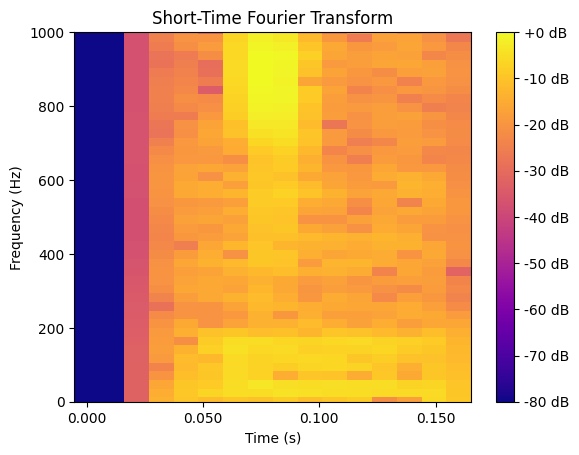 Short-Time Fourier Transform
1000
800
600
400
200
0
Frequency (Hz)
0.000
0.050
0.100
0.150
Time (s)
+0 dB
-10 dB
-20 dB
-30 dB
-40 dB
-50 dB
-60 dB
-70 dB
-80 dB